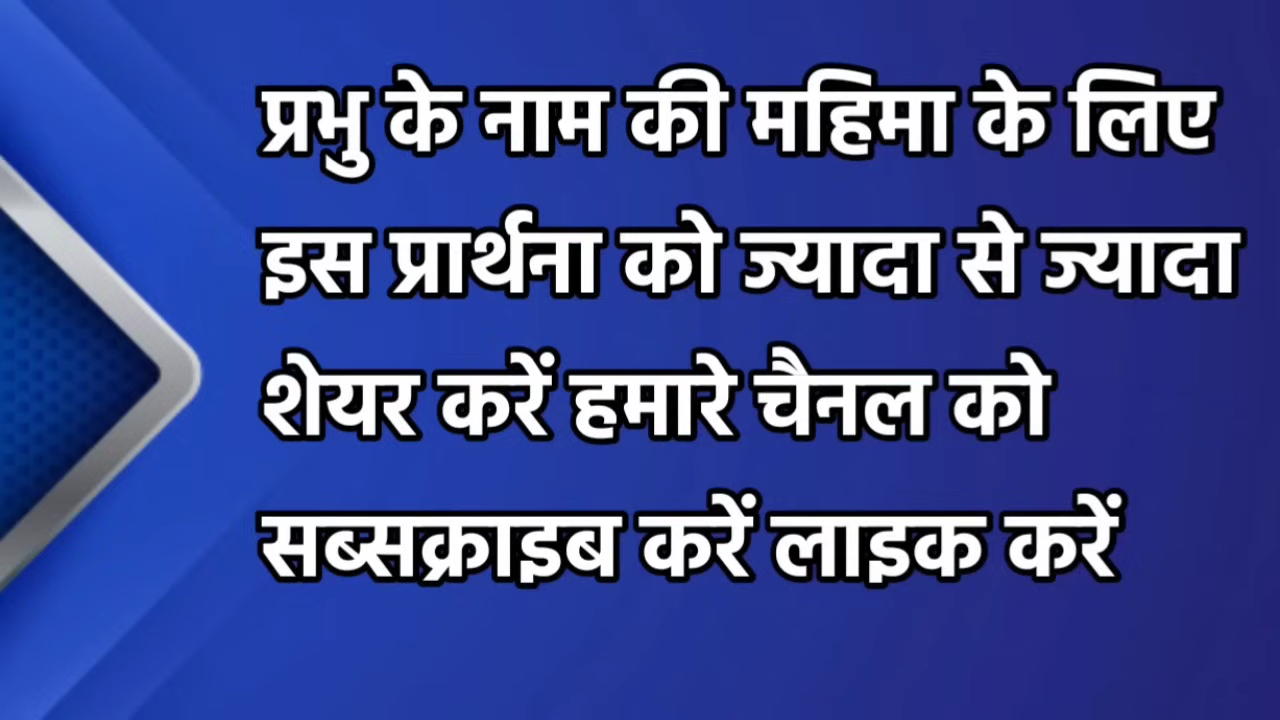 प्रभु के नाम की महिमा के लिए
इस प्रार्थना को ज्यादा से ज्यादा
शेयर करें हमारे चैनल को
सब्सक्राइब करें लाइक करें